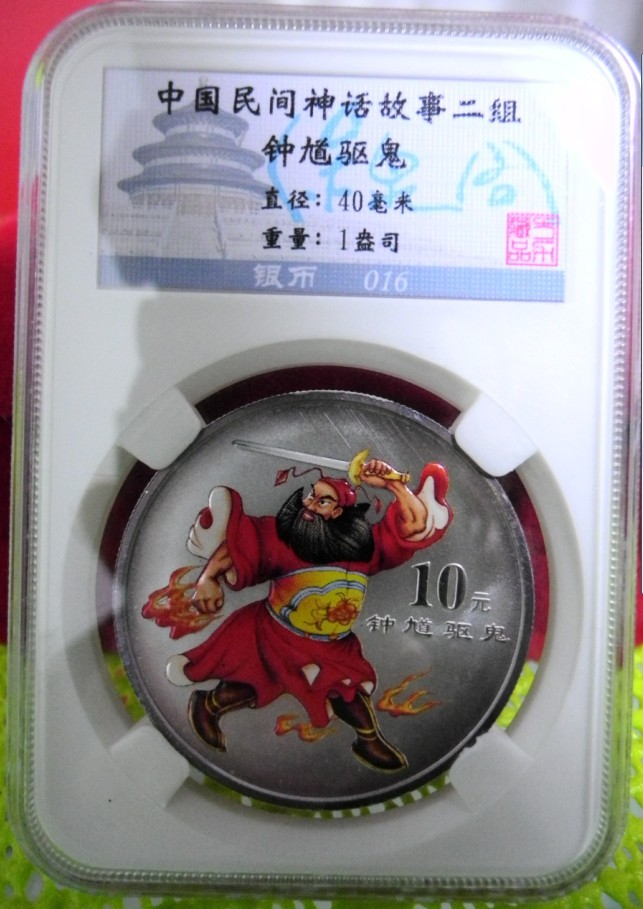 中国民间神话故事二组
钟馗驱鬼
直径：40毫米
重量：1盎司
银币 016
10元
钟馗驱鬼